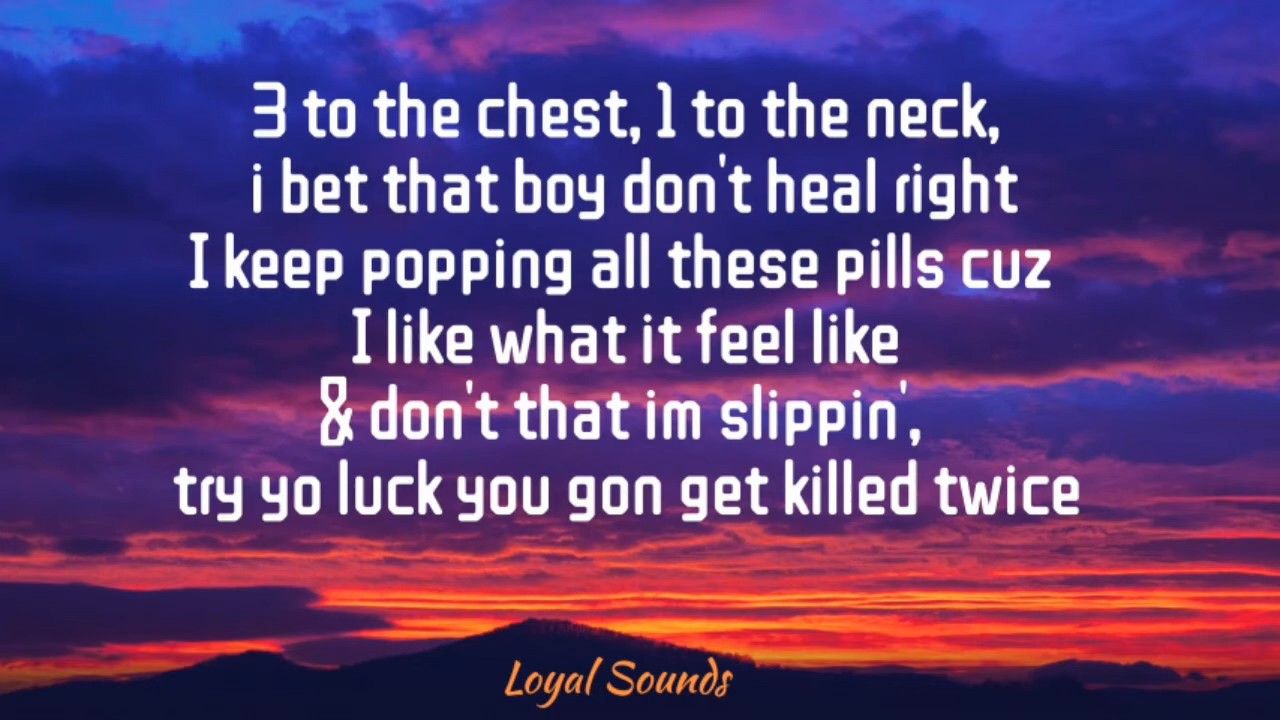 3 to the chest, 1 to the neck,
i bet that boy don't heal right
I keep popping all these pills cuz
I like what it feel like
& don't that im slippin',
try yo luck you gon get killed twice
Loyal Sounds